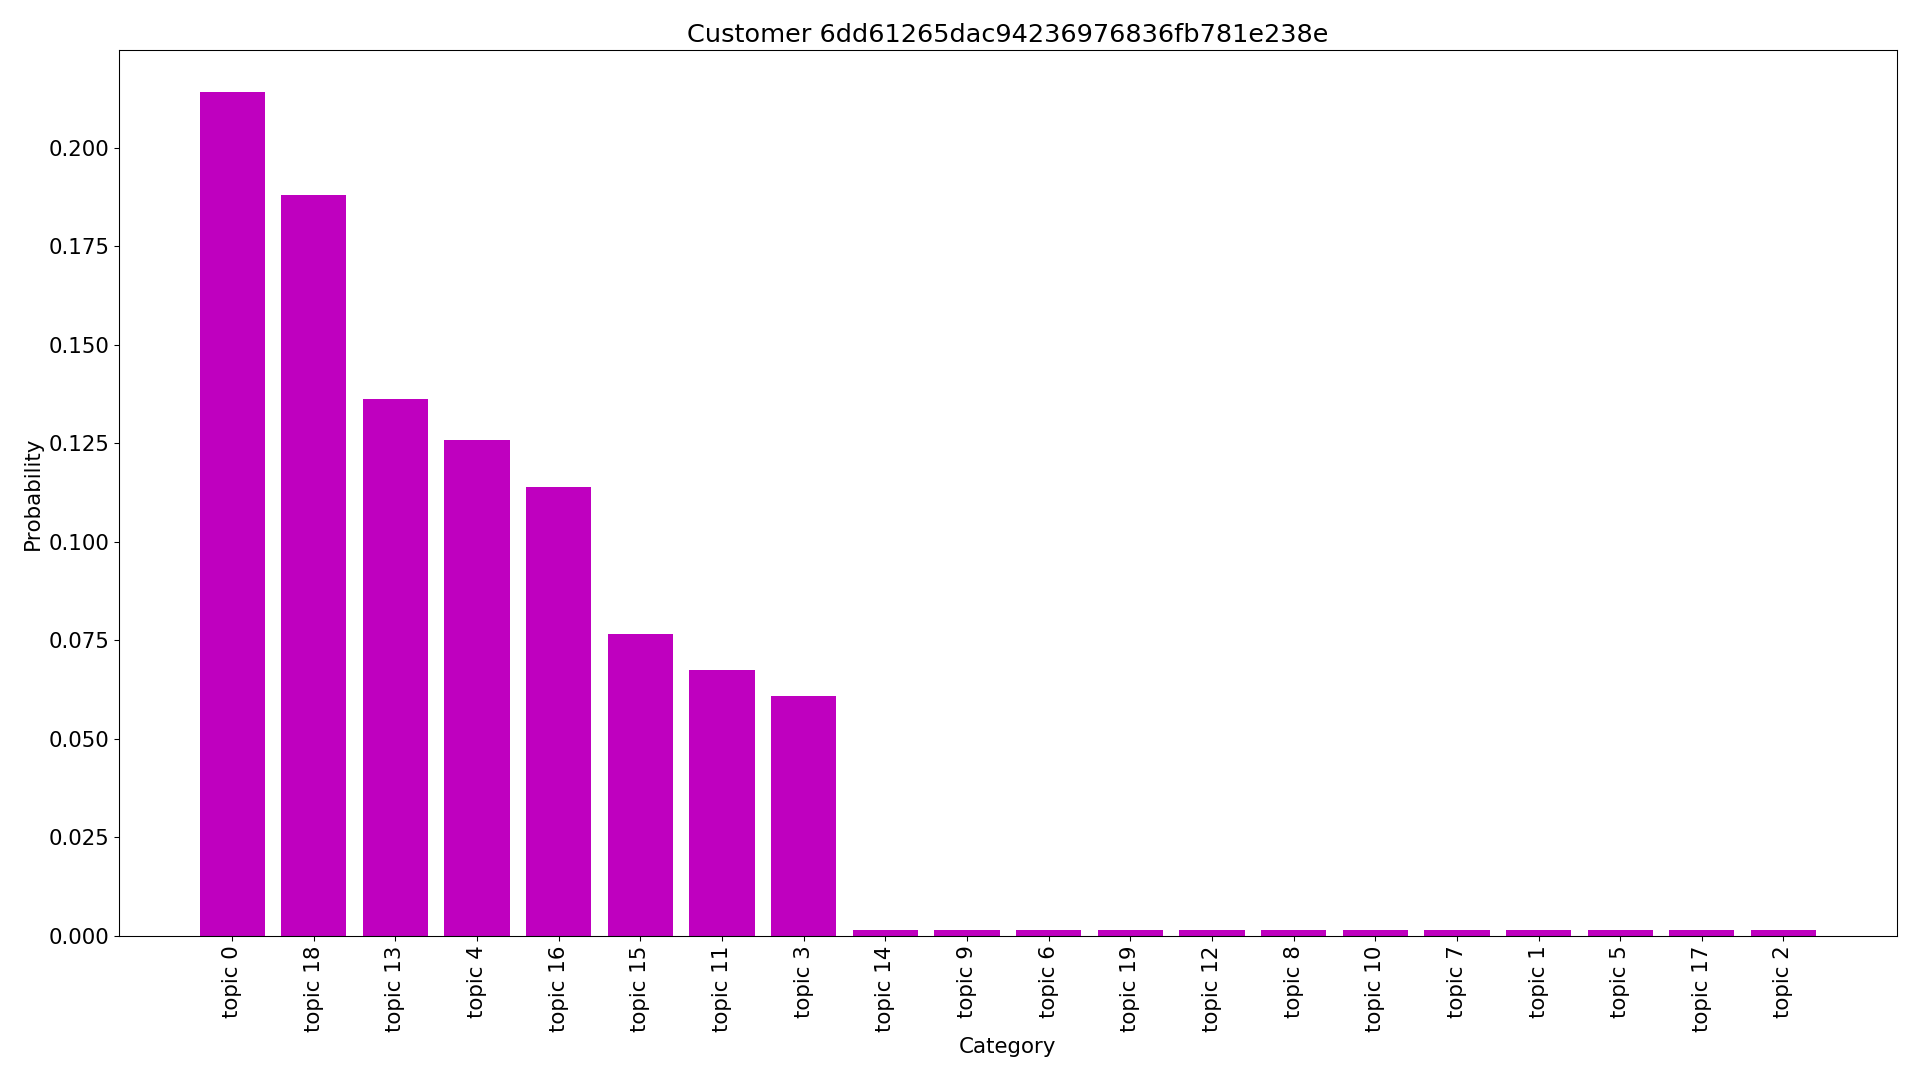 Customer 6dd61265dac94236976836fb781e238e
Probability
0.200
0.175
0.150
0.125
0.100
0.075
0.050
0.025
0.000
topic 0
topic 18
topic 13
topic 4
topic 16
topic 15
topic 11
topic 3
topic 14
topic 9
topic 6
topic 19
topic 12
topic 8
topic 10
topic 7
topic 1
topic 5
topic 17
topic 2
Category